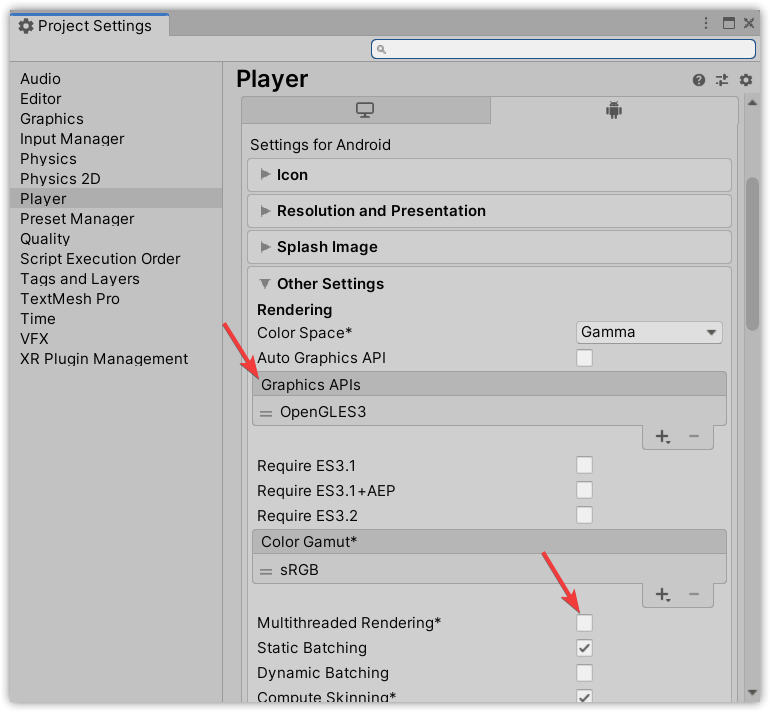 Project Settings
Audio
Editor
Graphics
Input Manager
Physics
Physics 2D
Player
Preset Manager
Quality
Script Execution Order
Tags and Layers
TextMesh Pro
Time
VFX
XR Plugin Management
Player
Settings for Android
Icon
Resolution and Presentation
Splash Image
Other Settings
Rendering
Color Space* Gamma
Auto Graphics API
Graphics APIs
OpenGLES3
Require ES3.1
Require ES3.1+AEP
Require ES3.2
Color Gamut*
sRGB
Multithreaded Rendering*
Static Batching
Dynamic Batching
Compute Skinning*